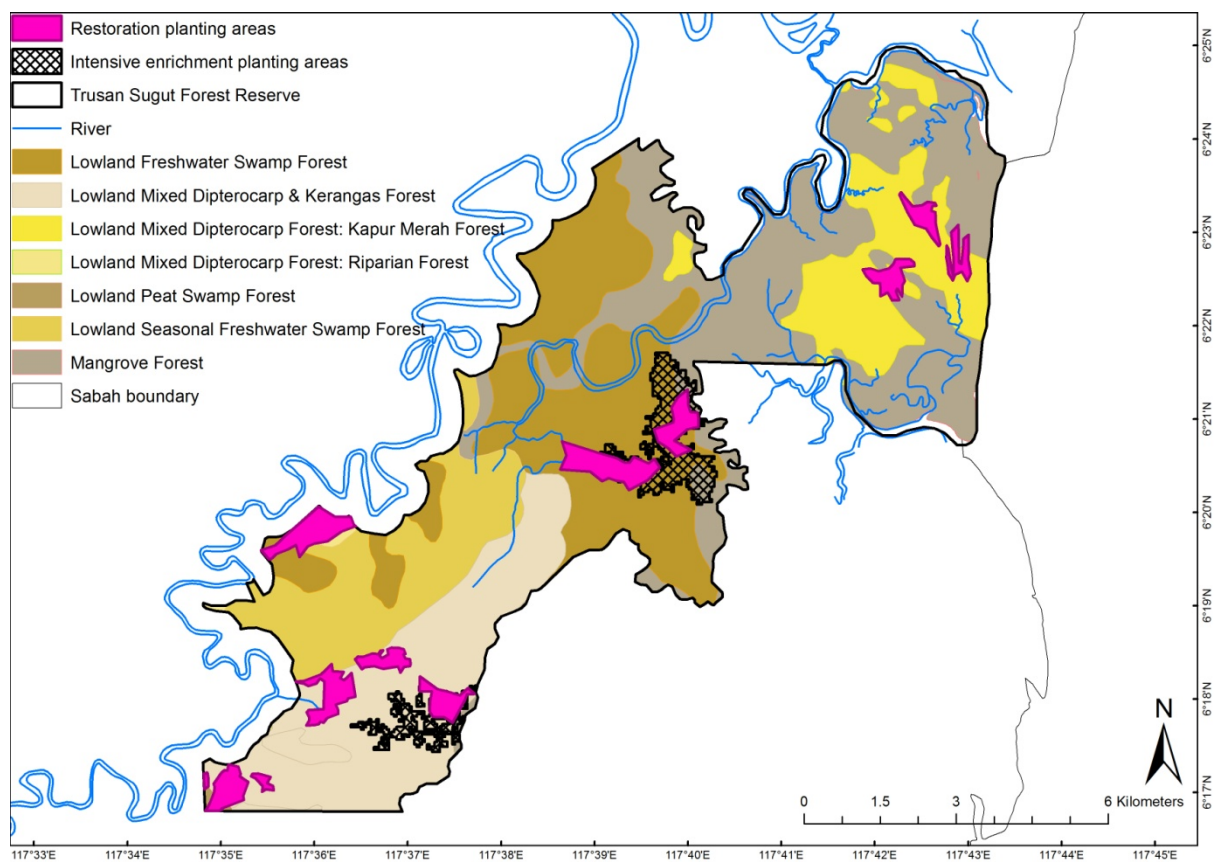 Restoration planting areas
Intensive enrichment planting areas
Trusan Sugut Forest Reserve
River
Lowland Freshwater Swamp Forest
Lowland Mixed Dipterocarp & Kerangas Forest
Lowland Mixed Dipterocarp Forest: Kapur Merah Forest
Lowland Mixed Dipterocarp Forest: Riparian Forest
Lowland Peat Swamp Forest
Lowland Seasonal Freshwater Swamp Forest
Mangrove Forest
Sabah boundary
6°25'N
6°24'N
6°23'N
6°22'N
6°21'N
6°20'N
6°19'N
6°18'N
6°17'N
N
0 1.5 3 6 Kilometers
117°33'E 117°34'E 117°35'E 117°36'E 117°37'E 117°38'E 117°39'E 117°40'E 117°41'E 117°42'E 117°43'E 117°44'E 117°45'E